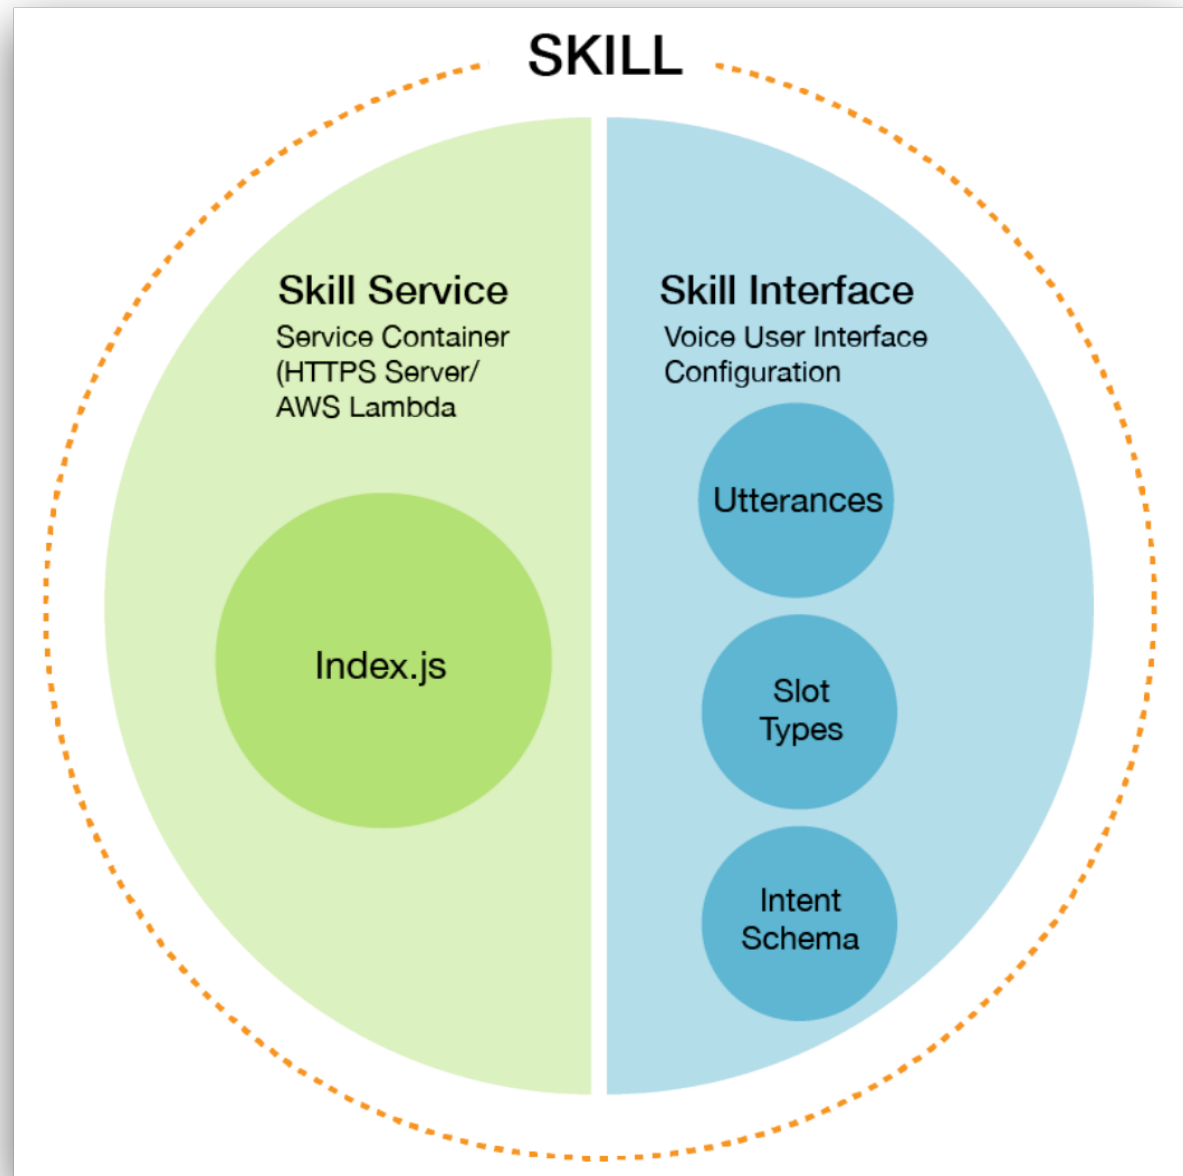 SKILL
Skill Service
Service Container
(HTTPS Server/
AWS Lambda
Index.js
Skill Interface
Voice User Interface
Configuration
Utterances
Slot
Types
Intent
Schema